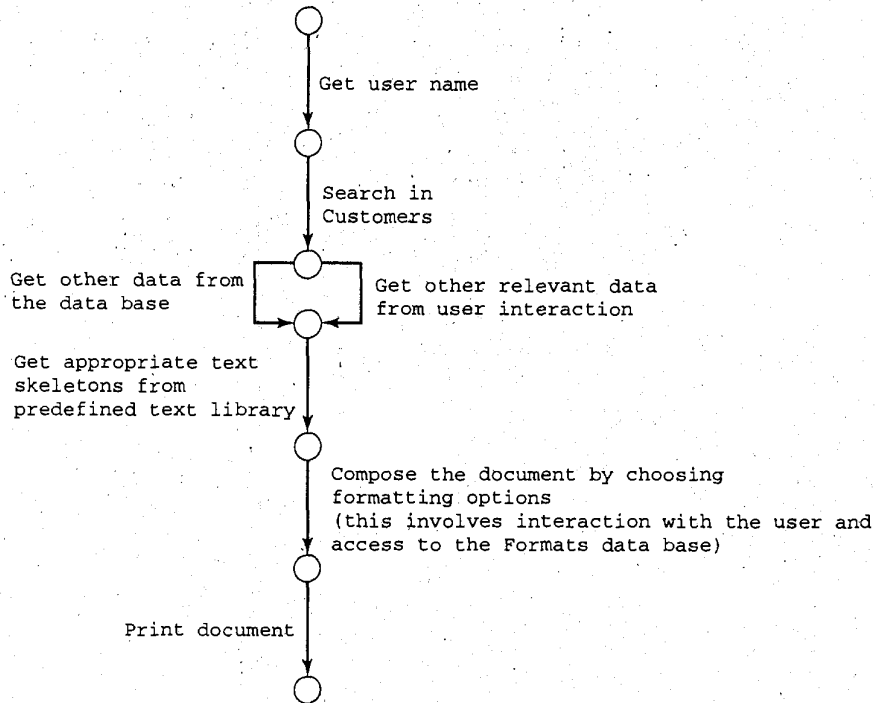 Get user name
Search in
Customers
Get other data from
the data base
Get other relevant data
from user interaction
Get appropriate text
skeletons from
predefined text library
Compose the document by choosing
formatting options
(this involves interaction with the user and
access to the Formats data base)
Print document